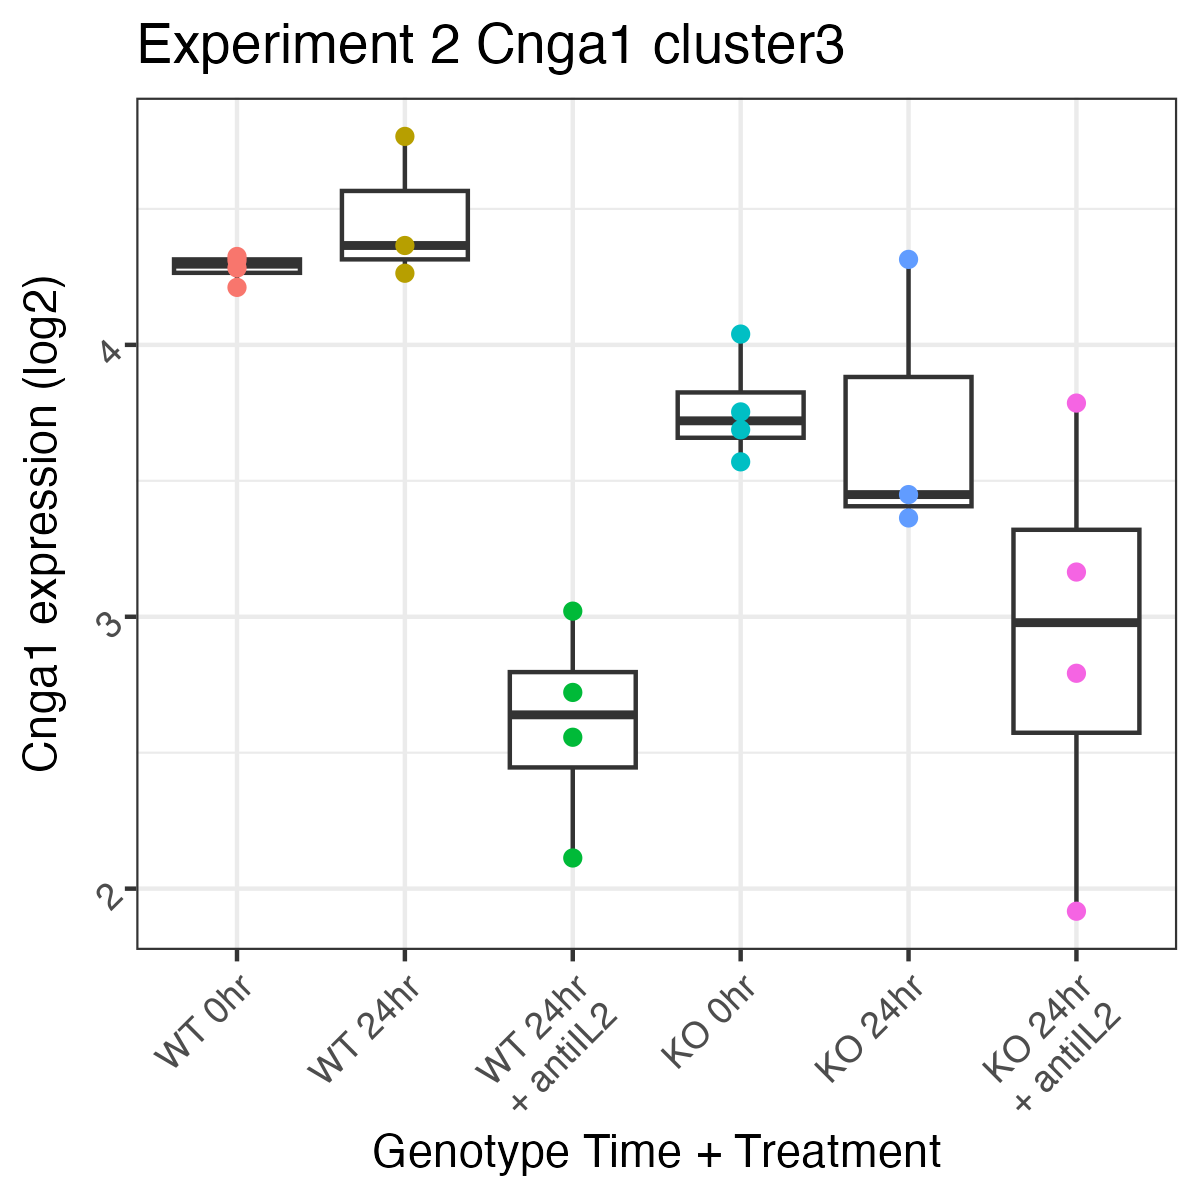 Experiment 2 Cnga1 cluster3
Cnga1 expression (log2)
4
3
2
WT 0hr
WT 24hr
WT 24hr
+ antiIL2
KO 0hr
KO 24hr
KO 24hr
+ antiIL2
Genotype Time + Treatment